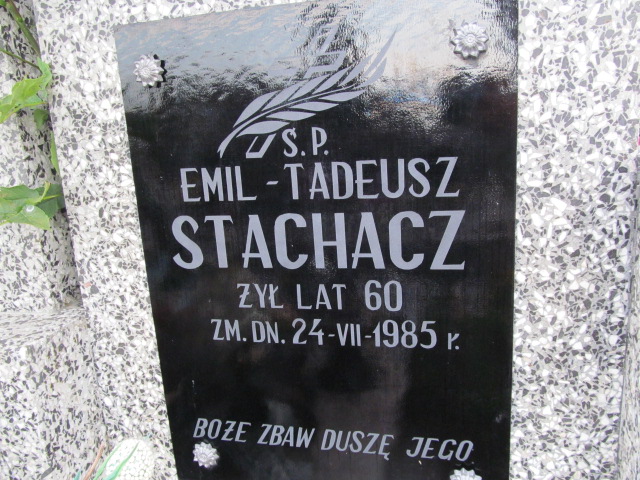 Ś.P.
EMIL-TADEUSZ
STACHACZ
ŻYŁ LAT 60
ZM. DN. 24-VII-1985 r.
BOŻE ZBAW DUSZĘ JEGO